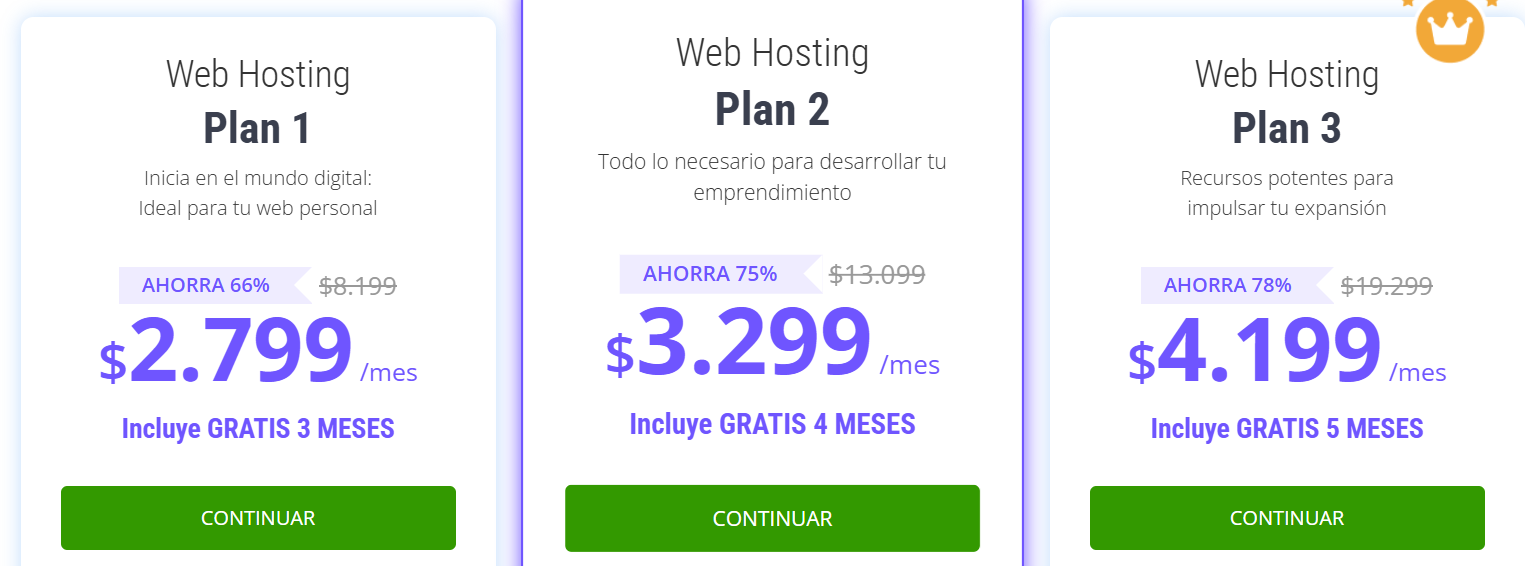 Web Hosting
Plan 1
Inicia en el mundo digital:
Ideal para tu web personal
AHORRA 66% $8.199
$2.799 /mes
Incluye GRATIS 3 MESES
CONTINUAR
Web Hosting
Plan 2
Todo lo necesario para desarrollar tu
emprendimiento
AHORRA 75% $13.099
$3.299 /mes
Incluye GRATIS 4 MESES
CONTINUAR
Web Hosting
Plan 3
Recursos potentes para
impulsar tu expansión
AHORRA 78% $19.299
$4.199 /mes
Incluye GRATIS 5 MESES
CONTINUAR